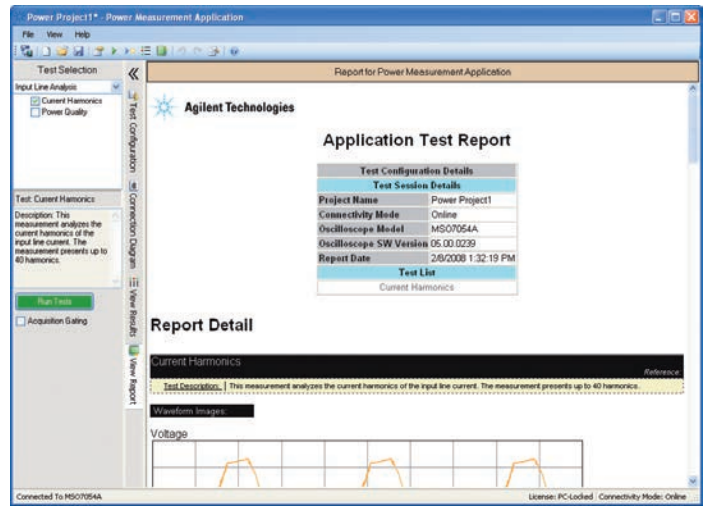 Power Project1* - Power Measurement Application
File View Help
Test Selection
Input Line Analysis
Current Harmonics
Power Quality
Test: Current Harmonics
Description: This
measurement analyzes the
current harmonics of the
input line current. The
measurement presents up to
40 harmonics.
Run Tests
Acquisition Gating
Test Configuration
Connection Diagram
View Results
View Report
Report for Power Measurement Application
Agilent Technologies
Application Test Report
Test Configuration Details
Test Session Details
Project Name Power Project1
Connectivity Mode Online
Oscilloscope Model MSO7054A
Oscilloscope SW Version 05.00.0239
Report Date 2/8/2008 1:32:19 PM
Test List
Current Harmonics
Report Detail
Current Harmonics
Reference:
Test Description: This measurement analyzes the current harmonics of the input line current. The measurement presents up to 40 harmonics.
Waveform Images:
Voltage
Connected To MSO7054A License: PC-Locked Connectivity Mode: Online